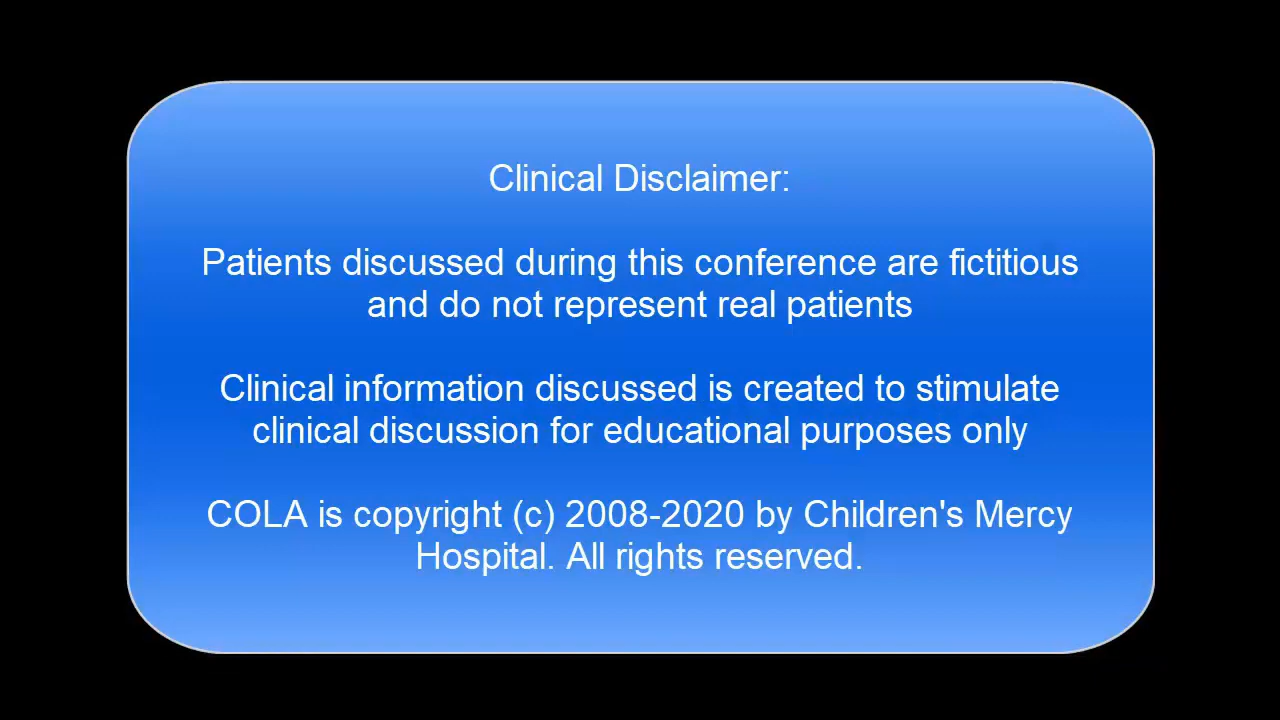 Clinical Disclaimer:
Patients discussed during this conference are fictitious
and do not represent real patients
Clinical information discussed is created to stimulate
clinical discussion for educational purposes only
COLA is copyright (c) 2008-2020 by Children's Mercy
Hospital. All rights reserved.